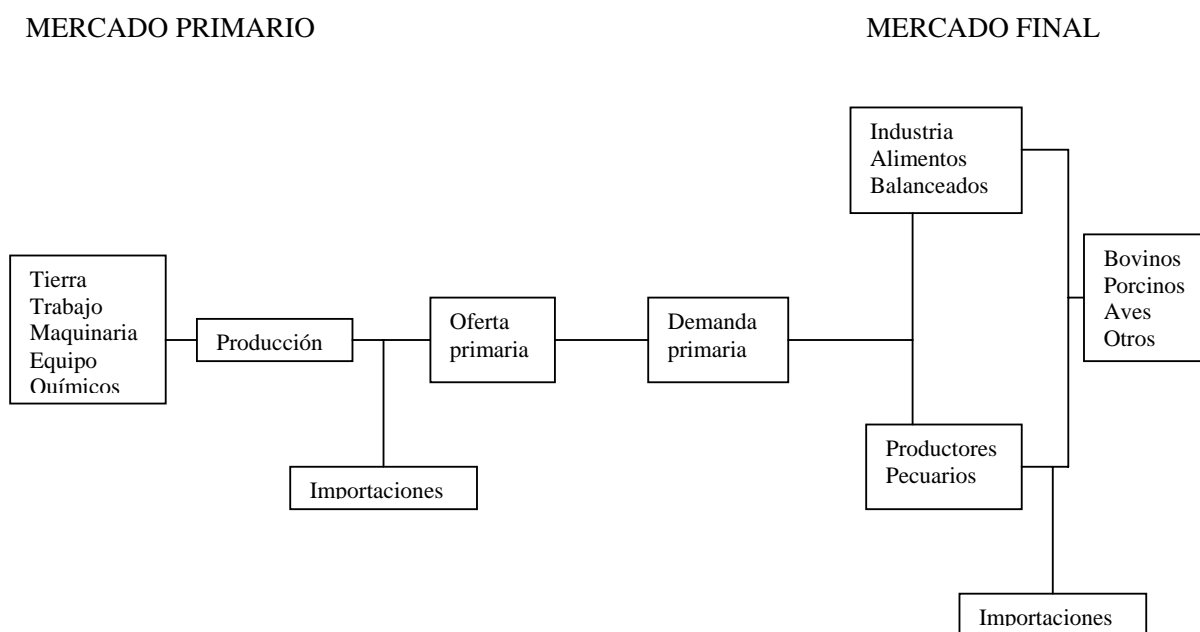 MERCADO PRIMARIO
MERCADO FINAL
Industria
Alimentos
Balanceados
Tierra
Trabajo
Maquinaria
Equipo
Químicos
Producción
Oferta
primaria
Demanda
primaria
Bovinos
Porcinos
Aves
Otros
Productores
Pecuarios
Importaciones
Importaciones